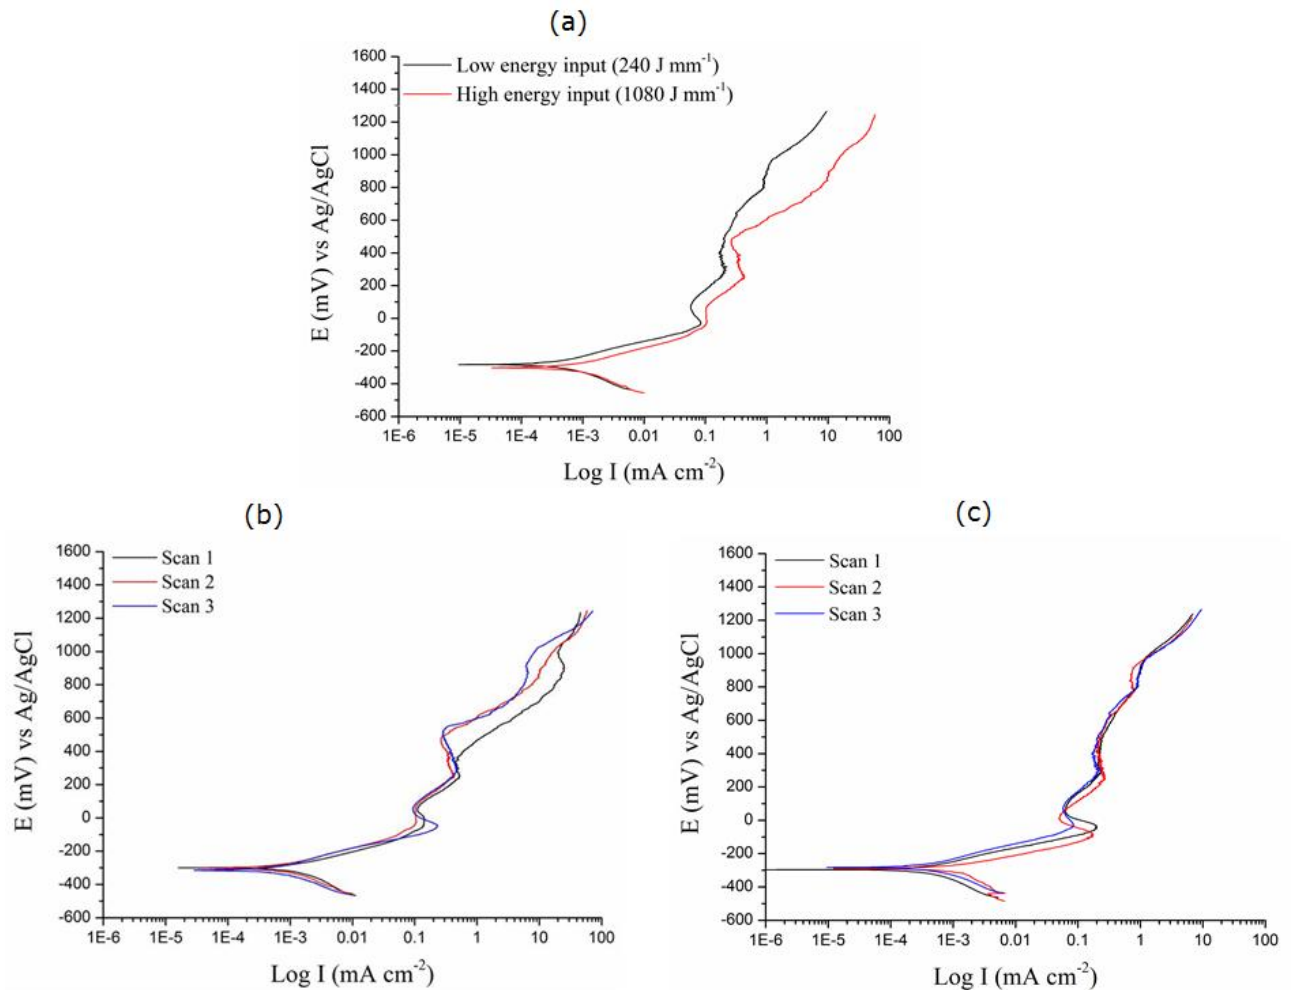 (a)
1600
1400
1200
1000
800
600
400
200
0
-200
-400
-600
E (mV) vs Ag/AgCl
Low energy input (240 J mm⁻¹)
High energy input (1080 J mm⁻¹)
1E-6 1E-5 1E-4 1E-3 0.01 0.1 1 10 100
Log I (mA cm⁻²)
(b)
1600
1400
1200
1000
800
600
400
200
0
-200
-400
-600
E (mV) vs Ag/AgCl
Scan 1
Scan 2
Scan 3
1E-6 1E-5 1E-4 1E-3 0.01 0.1 1 10 100
Log I (mA cm⁻²)
(c)
1600
1400
1200
1000
800
600
400
200
0
-200
-400
-600
E (mV) vs Ag/AgCl
Scan 1
Scan 2
Scan 3
1E-6 1E-5 1E-4 1E-3 0.01 0.1 1 10 100
Log I (mA cm⁻²)